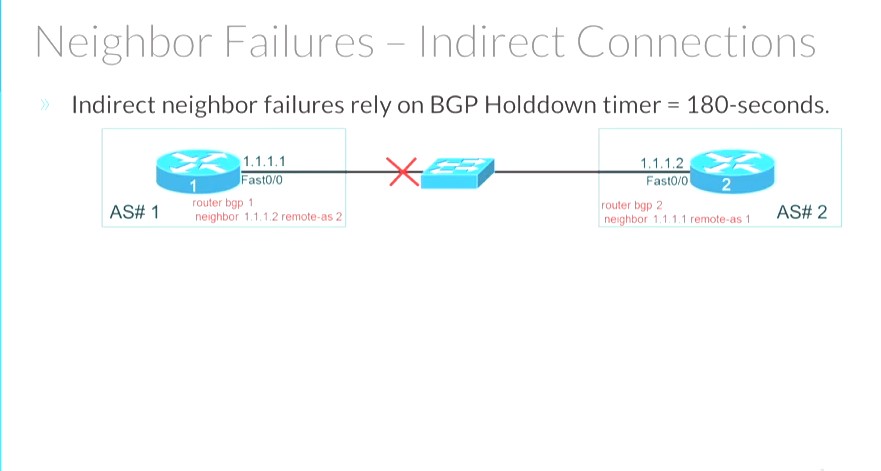 Neighbor Failures – Indirect Connections
» Indirect neighbor failures rely on BGP Holddown timer = 180-seconds.
1.1.1.1
Fast0/0
1
AS# 1
router bgp 1
neighbor 1.1.1.2 remote-as 2
1.1.1.2
Fast0/0
2
router bgp 2
neighbor 1.1.1.1 remote-as 1
AS# 2